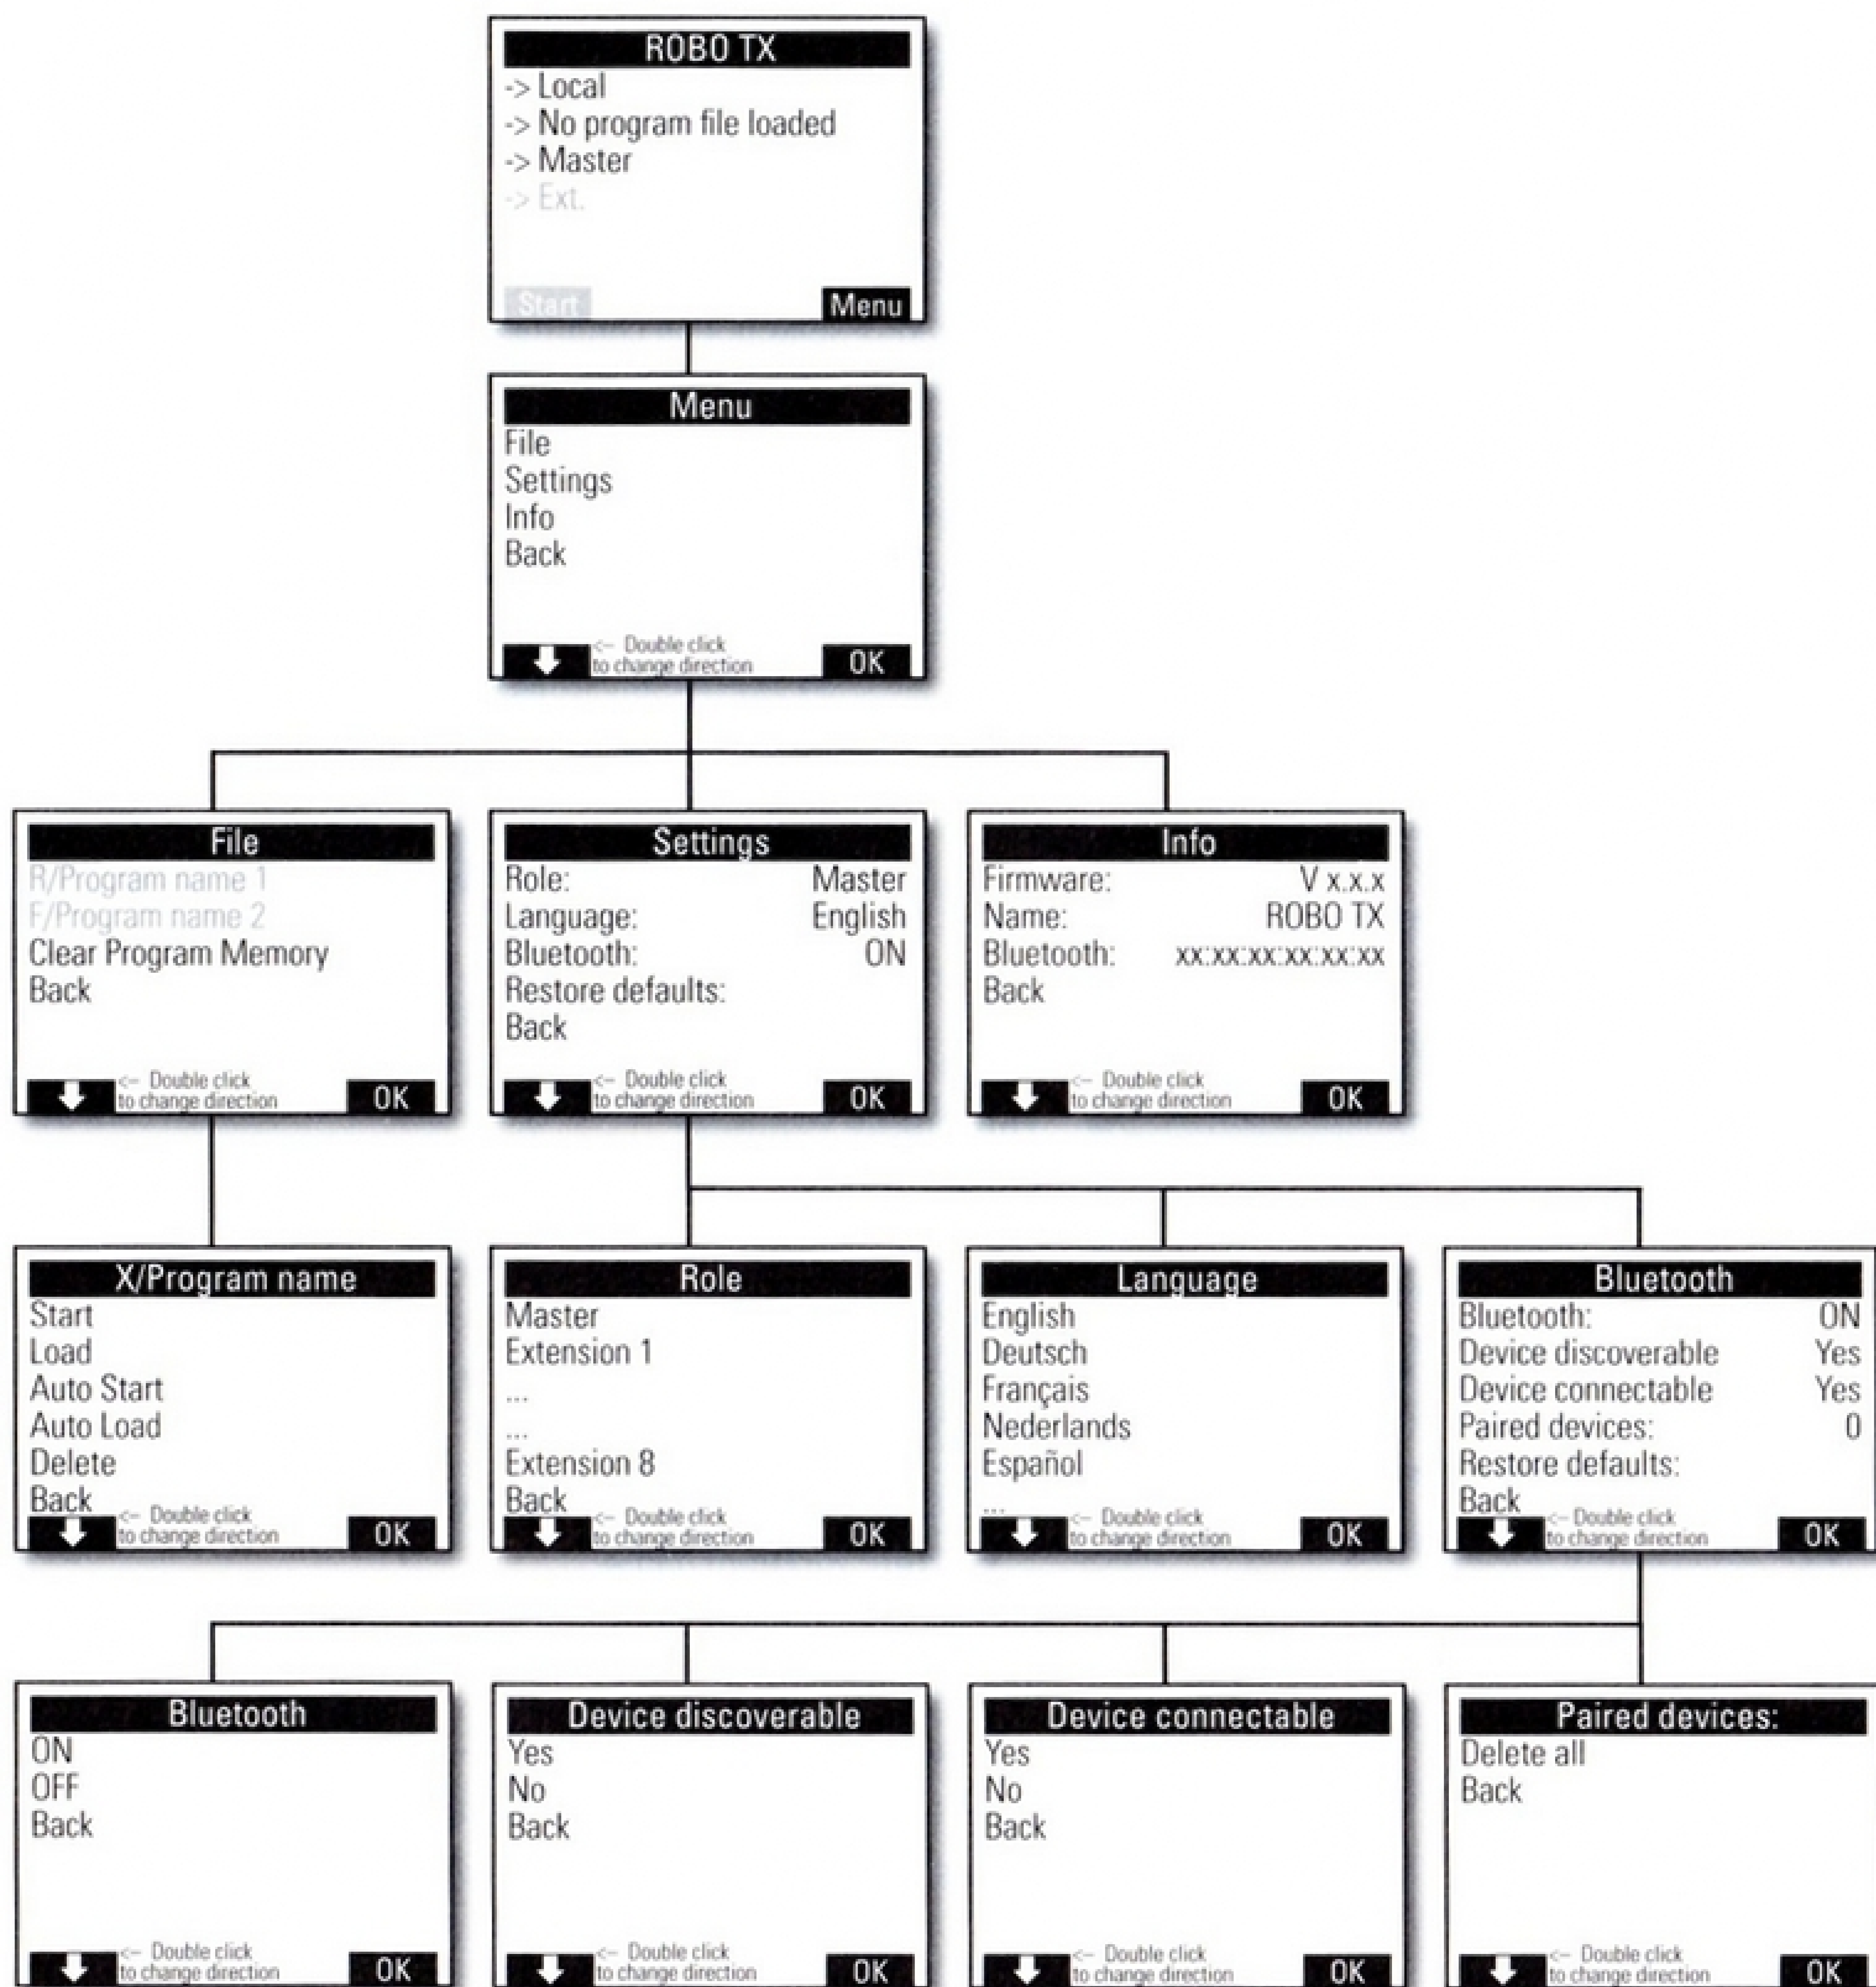 ROBO TX
-> Local
-> No program file loaded
-> Master
-> Ext.
Start Menu
Menu
File
Settings
Info
Back
<– Double click
to change direction OK
File
R/Program name 1
F/Program name 2
Clear Program Memory
Back
<– Double click
to change direction OK
Settings
Role: Master
Language: English
Bluetooth: ON
Restore defaults:
Back
<– Double click
to change direction OK
Info
Firmware: V x.x.x
Name: ROBO TX
Bluetooth: xx:xx:xx:xx:xx:xx
Back
<– Double click
to change direction OK
X/Program name
Start
Load
Auto Start
Auto Load
Delete
Back
<– Double click
to change direction OK
Role
Master
Extension 1
...
...
Extension 8
Back
<– Double click
to change direction OK
Language
English
Deutsch
Français
Nederlands
Español
...
<– Double click
to change direction OK
Bluetooth
Bluetooth: ON
Device discoverable Yes
Device connectable Yes
Paired devices: 0
Restore defaults:
Back
<– Double click
to change direction OK
Bluetooth
ON
OFF
Back
<– Double click
to change direction OK
Device discoverable
Yes
No
Back
<– Double click
to change direction OK
Device connectable
Yes
No
Back
<– Double click
to change direction OK
Paired devices:
Delete all
Back
<– Double click
to change direction OK